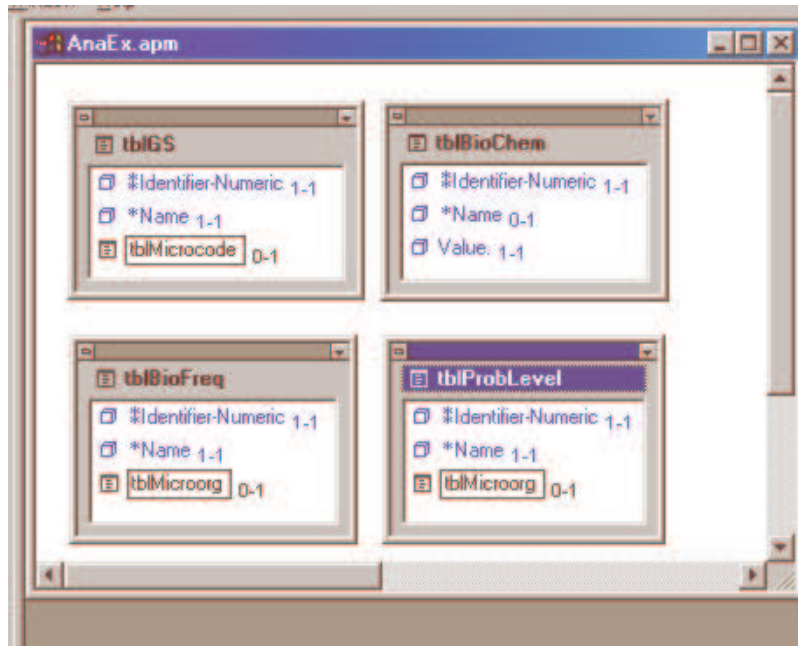 AnaEx.apm
tblGS
‡Identifier-Numeric 1-1
*Name 1-1
tblMicrocode 0-1
tblBioChem
‡Identifier-Numeric 1-1
*Name 0-1
Value. 1-1
tblBioFreq
‡Identifier-Numeric 1-1
*Name 1-1
tblMicroorg 0-1
tblProbLevel
‡Identifier-Numeric 1-1
*Name 1-1
tblMicroorg 0-1